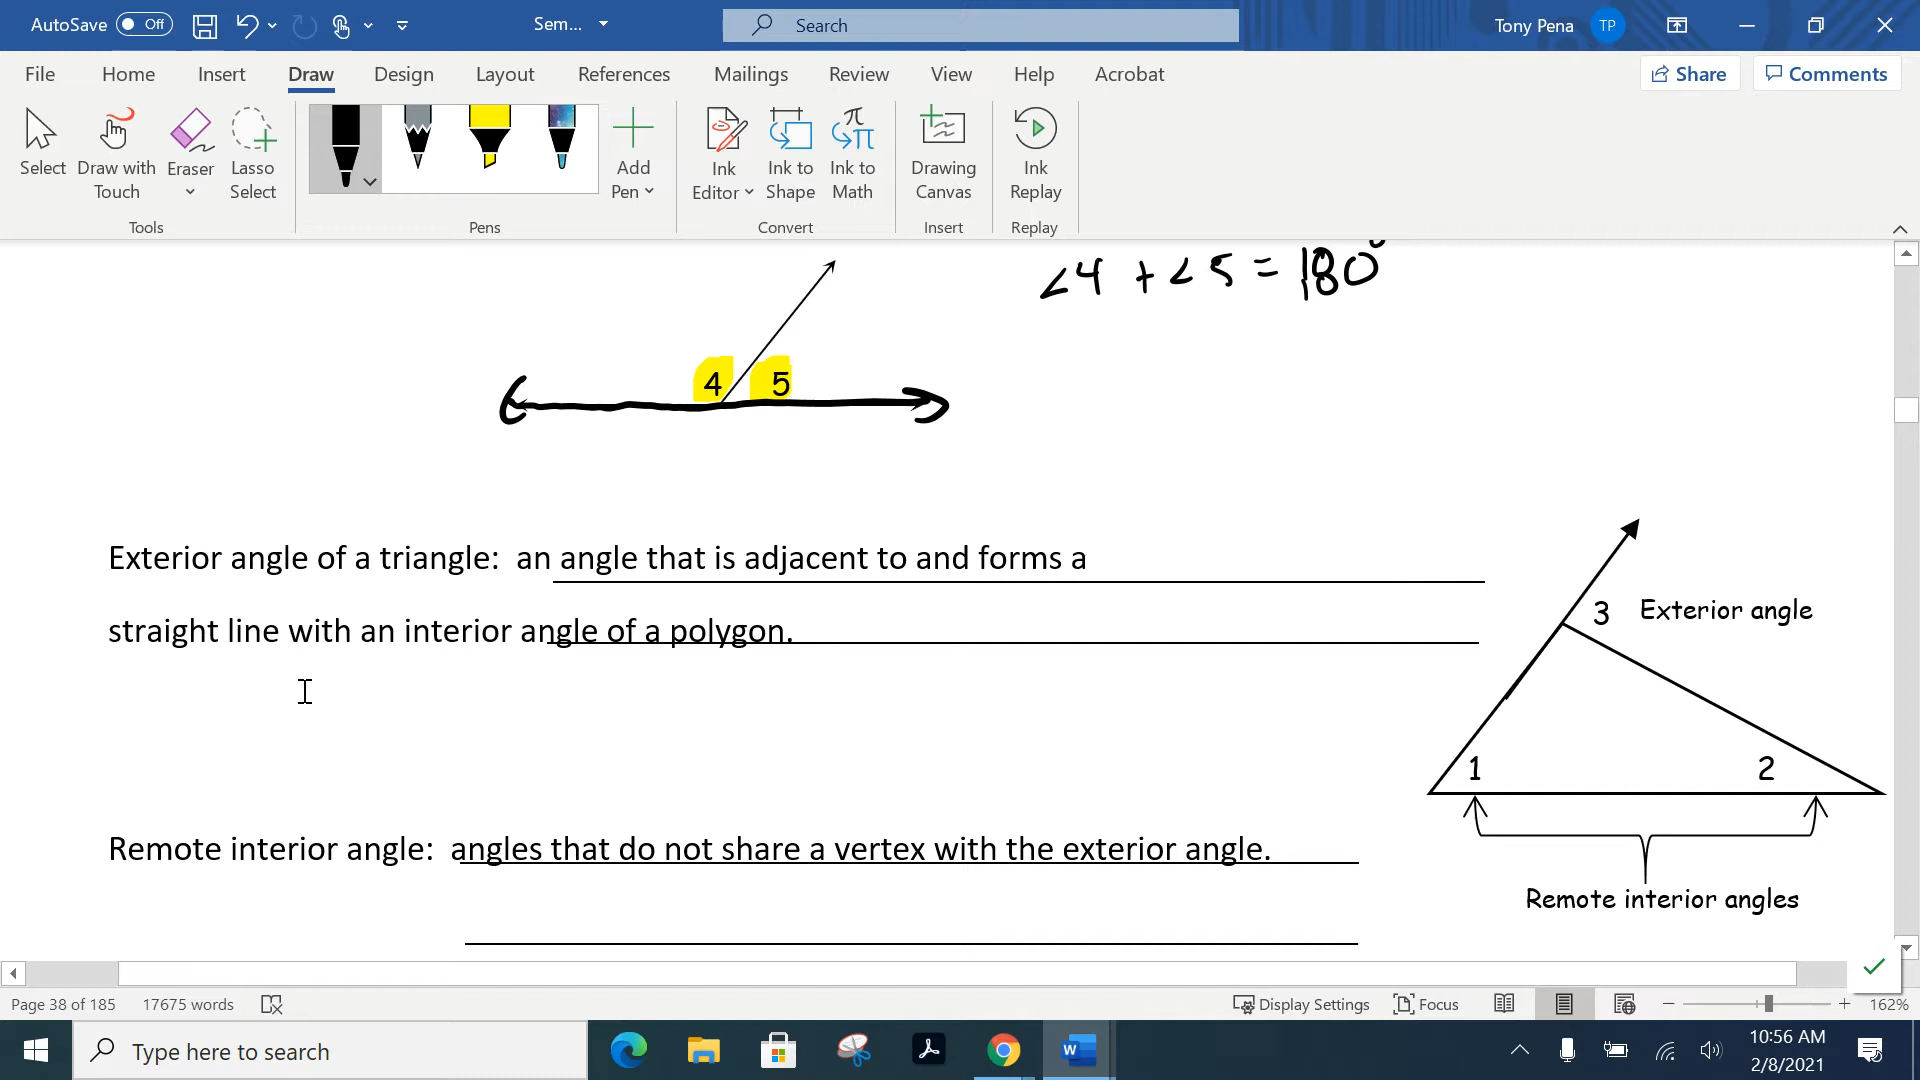 AutoSave Off Sem... Search Tony Pena TP
File Home Insert Draw Design Layout References Mailings Review View Help Acrobat Share Comments
Select Draw with Touch Eraser Lasso Select Add Pen Ink Editor Ink to Shape Ink to Math Drawing Canvas Ink Replay
Tools Pens Convert Insert Replay
∠4 + ∠5 = 180°
4 5
Exterior angle of a triangle: an angle that is adjacent to and forms a
straight line with an interior angle of a polygon.
3 Exterior angle
1 2
Remote interior angle: angles that do not share a vertex with the exterior angle.
Remote interior angles
Page 38 of 185 17675 words Display Settings Focus 162%
Type here to search
10:56 AM
2/8/2021